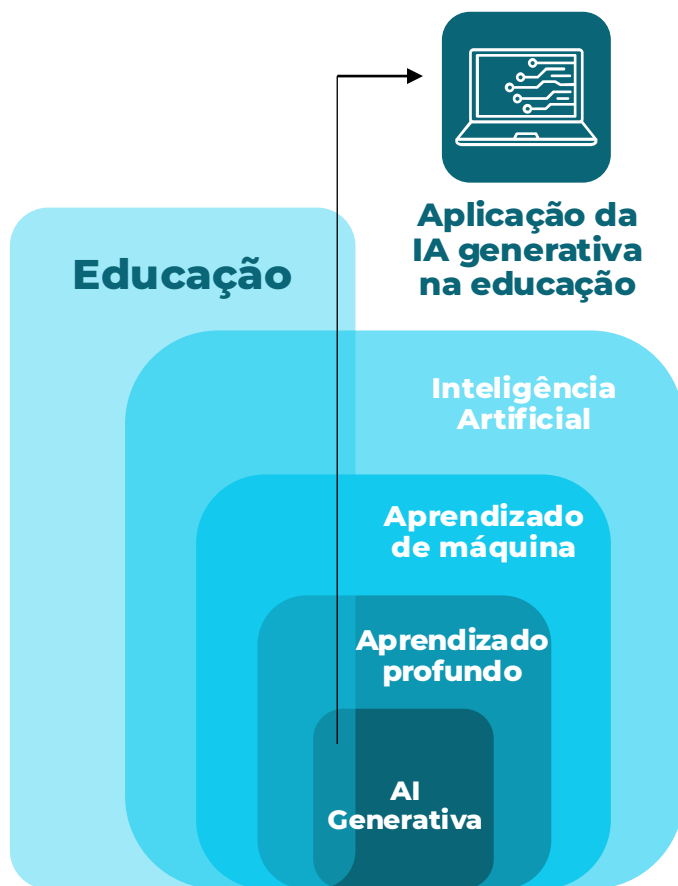 Aplicação da
IA generativa
na educação
Educação
Inteligência
Artificial
Aprendizado
de máquina
Aprendizado
profundo
AI
Generativa